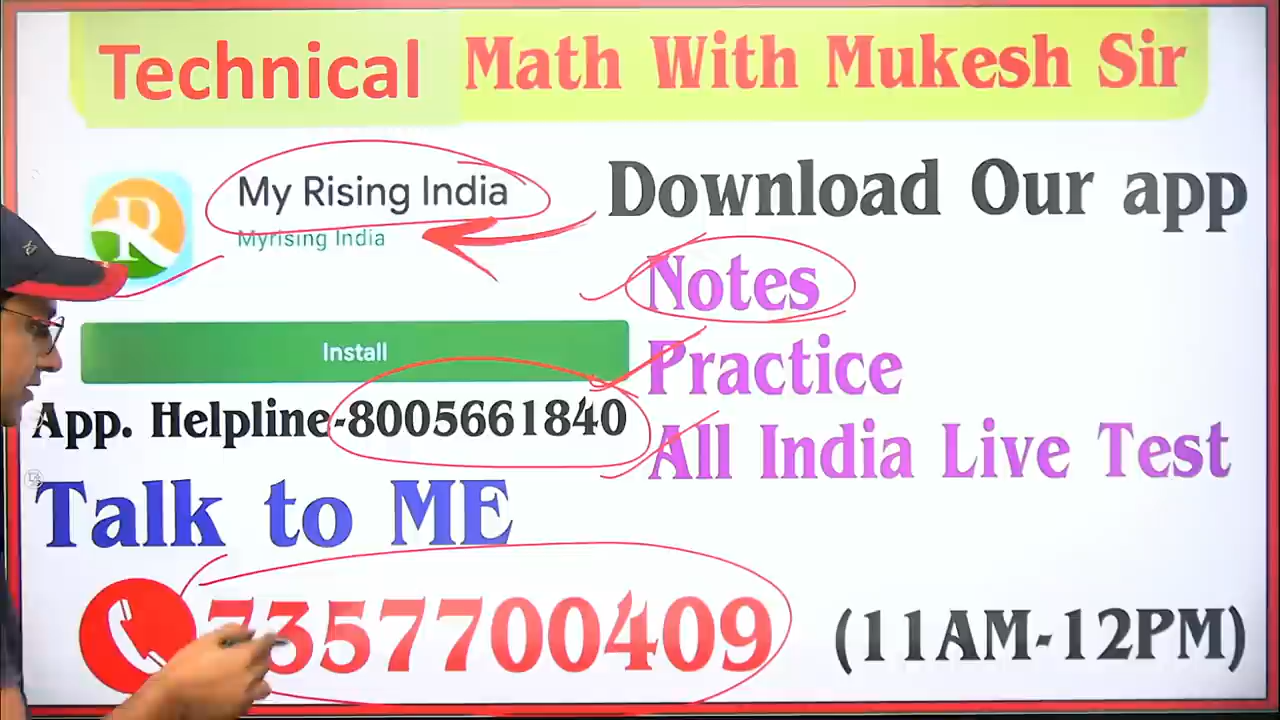 Technical Math With Mukesh Sir
My Rising India
Myrising India
Download Our app
Notes
Install
Practice
App. Helpline-8005661840
All India Live Test
Talk to ME
7357700409 (11AM-12PM)